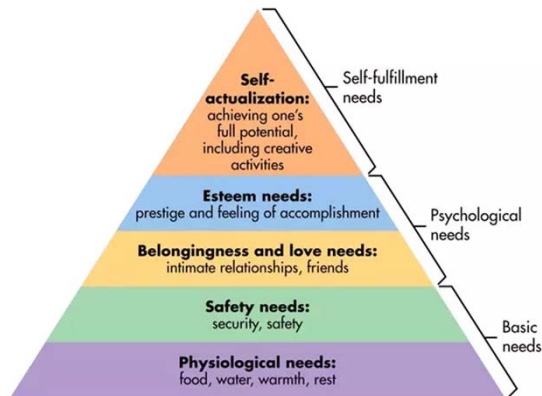 Self-
actualization:
achieving one's
full potential,
including creative
activities
Self-fulfillment
needs
Esteem needs:
prestige and feeling of accomplishment
Psychological
needs
Belongingness and love needs:
intimate relationships, friends
Safety needs:
security, safety
Basic
needs
Physiological needs:
food, water, warmth, rest